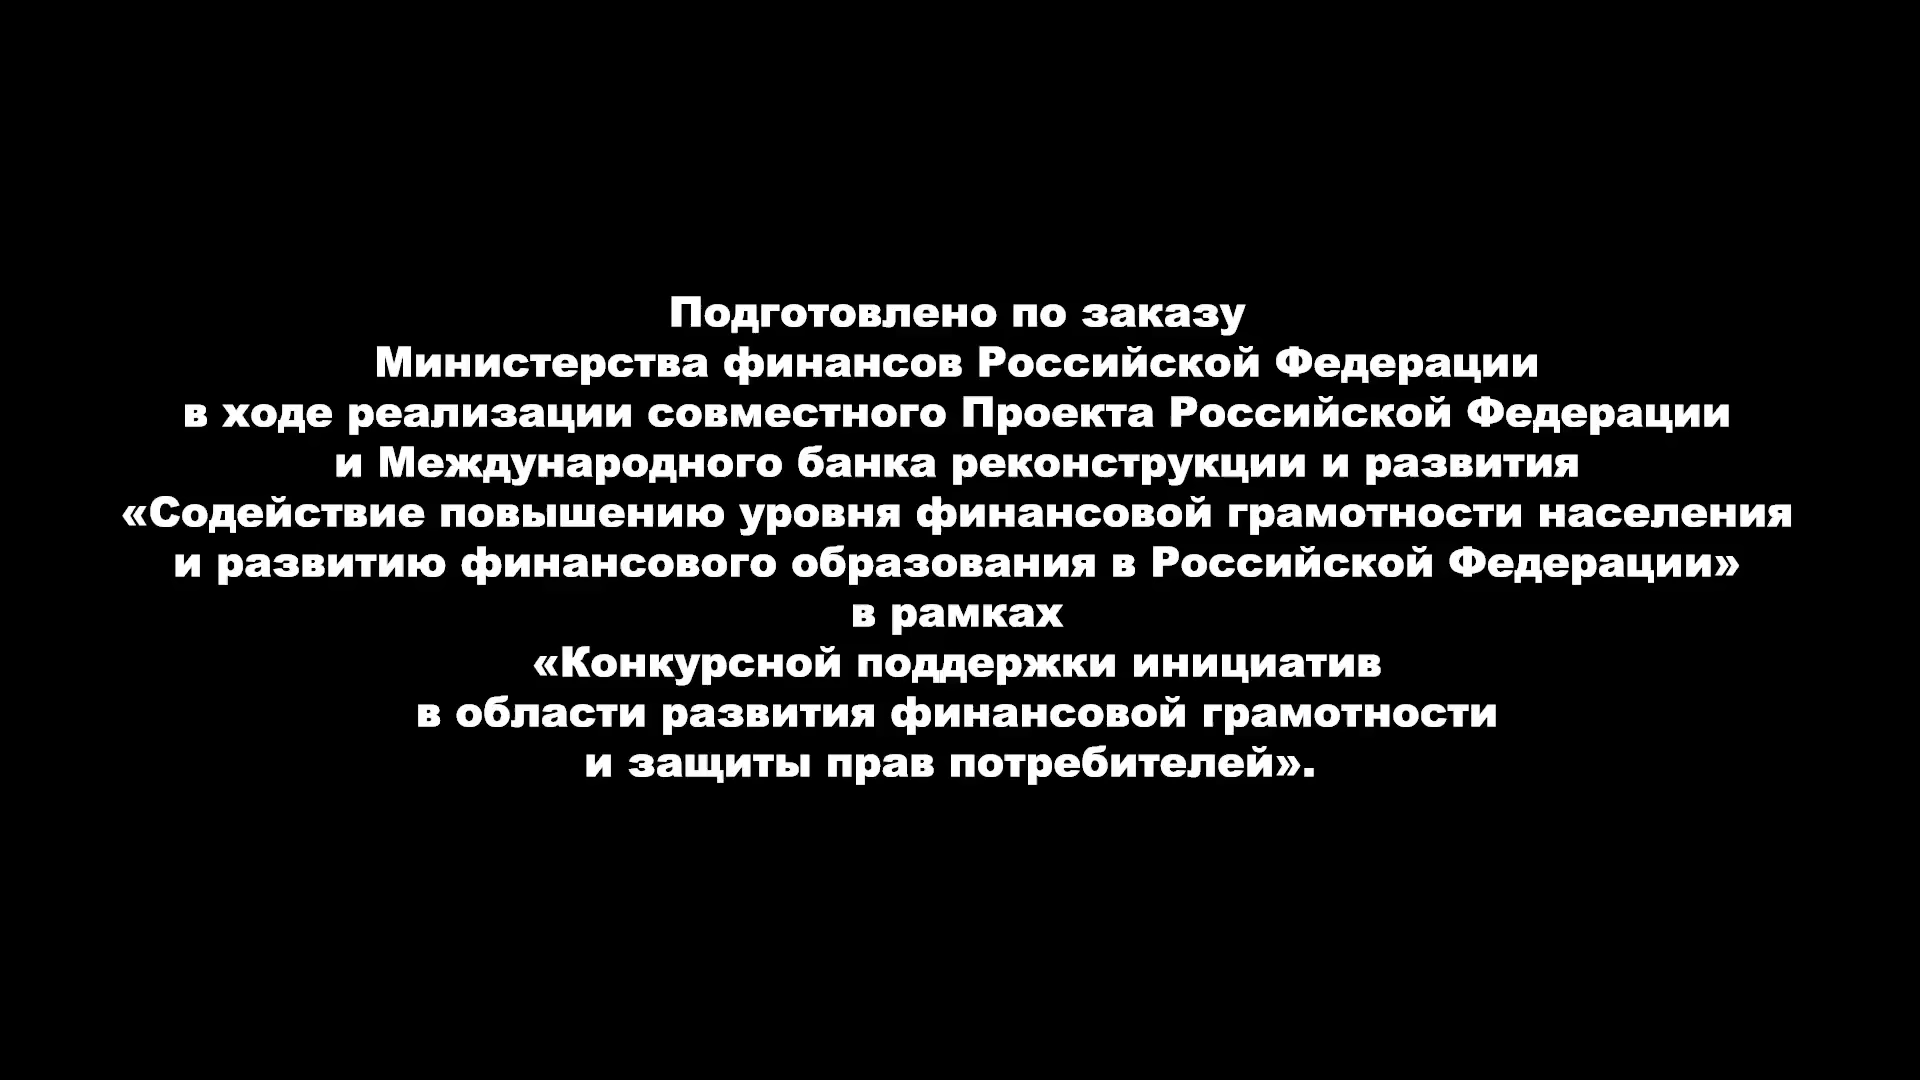 Подготовлено по заказу
Министерства финансов Российской Федерации
в ходе реализации совместного Проекта Российской Федерации
и Международного банка реконструкции и развития
«Содействие повышению уровня финансовой грамотности населения
и развитию финансового образования в Российской Федерации»
в рамках
«Конкурсной поддержки инициатив
в области развития финансовой грамотности
и защиты прав потребителей».